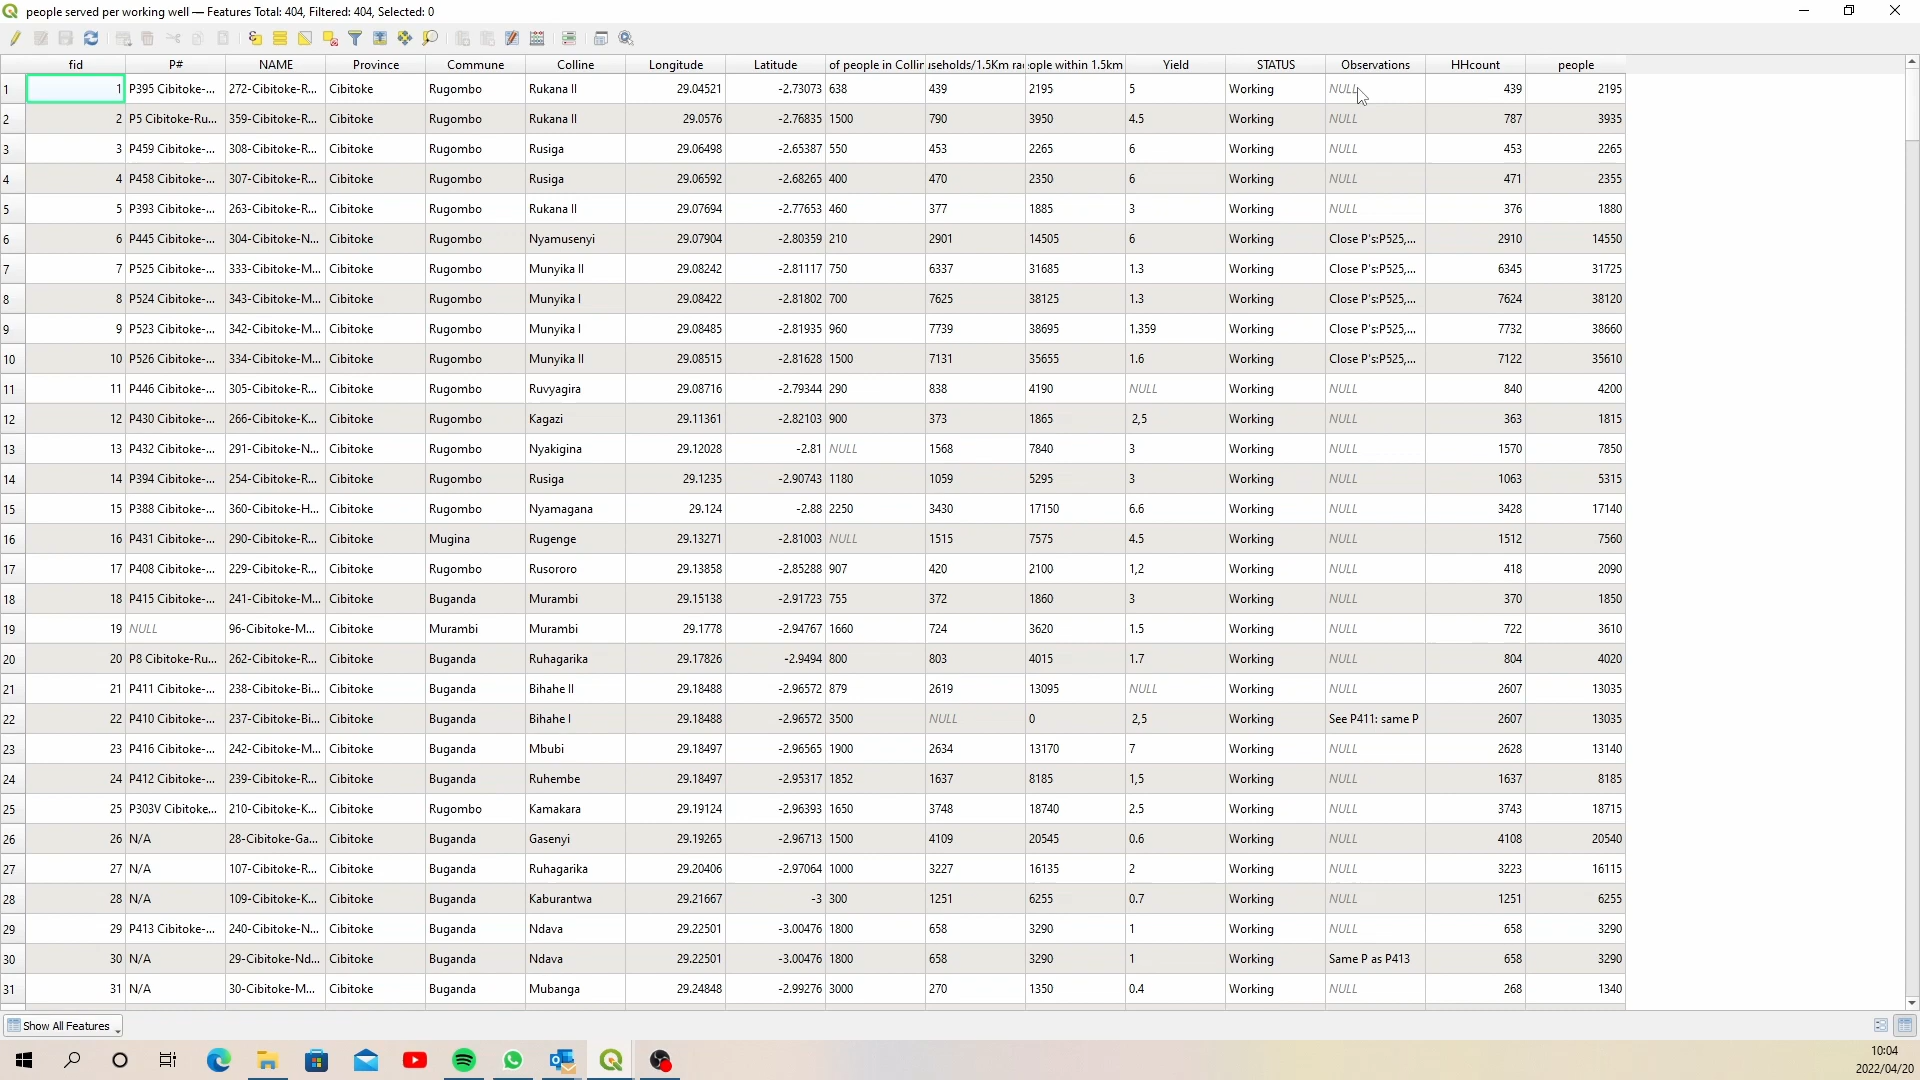 people served per working well — Features Total: 404, Filtered: 404, Selected: 0
fid P# NAME Province Commune Colline Longitude Latitude of people in Collin useholds/1.5Km ra ople within 1.5km Yield STATUS Observations HHcount people
1 1 P395 Cibitoke-... 272-Cibitoke-R... Cibitoke Rugombo Rukana II 29.04521 -2.73073 638 439 2195 5 Working NULL 439 2195
2 2 P5 Cibitoke-Ru... 359-Cibitoke-R... Cibitoke Rugombo Rukana II 29.0576 -2.76835 1500 790 3950 4.5 Working NULL 787 3935
3 3 P459 Cibitoke-... 308-Cibitoke-R... Cibitoke Rugombo Rusiga 29.06498 -2.65387 550 453 2265 6 Working NULL 453 2265
4 4 P458 Cibitoke-... 307-Cibitoke-R... Cibitoke Rugombo Rusiga 29.06592 -2.68265 400 470 2350 6 Working NULL 471 2355
5 5 P393 Cibitoke-... 263-Cibitoke-R... Cibitoke Rugombo Rukana II 29.07694 -2.77653 460 377 1885 3 Working NULL 376 1880
6 6 P445 Cibitoke-... 304-Cibitoke-N... Cibitoke Rugombo Nyamusenyi 29.07904 -2.80359 210 2901 14505 6 Working Close P's:P525,... 2910 14550
7 7 P525 Cibitoke-... 333-Cibitoke-M... Cibitoke Rugombo Munyika II 29.08242 -2.81117 750 6337 31685 1.3 Working Close P's:P525,... 6345 31725
8 8 P524 Cibitoke-... 343-Cibitoke-M... Cibitoke Rugombo Munyika I 29.08422 -2.81802 700 7625 38125 1.3 Working Close P's:P525,... 7624 38120
9 9 P523 Cibitoke-... 342-Cibitoke-M... Cibitoke Rugombo Munyika I 29.08485 -2.81935 960 7739 38695 1.359 Working Close P's:P525,... 7732 38660
10 10 P526 Cibitoke-... 334-Cibitoke-M... Cibitoke Rugombo Munyika II 29.08515 -2.81628 1500 7131 35655 1.6 Working Close P's:P525,... 7122 35610
11 11 P446 Cibitoke-... 305-Cibitoke-R... Cibitoke Rugombo Ruvyagira 29.08716 -2.79344 290 838 4190 NULL Working NULL 840 4200
12 12 P430 Cibitoke-... 266-Cibitoke-K... Cibitoke Rugombo Kagazi 29.11361 -2.82103 900 373 1865 2,5 Working NULL 363 1815
13 13 P432 Cibitoke-... 291-Cibitoke-N... Cibitoke Rugombo Nyakigina 29.12028 -2.81 NULL 1568 7840 3 Working NULL 1570 7850
14 14 P394 Cibitoke-... 254-Cibitoke-R... Cibitoke Rugombo Rusiga 29.1235 -2.90743 1180 1059 5295 3 Working NULL 1063 5315
15 15 P388 Cibitoke-... 360-Cibitoke-H... Cibitoke Rugombo Nyamagana 29.124 -2.88 2250 3430 17150 6.6 Working NULL 3428 17140
16 16 P431 Cibitoke-... 290-Cibitoke-R... Cibitoke Mugina Rugenge 29.13271 -2.81003 NULL 1515 7575 4.5 Working NULL 1512 7560
17 17 P408 Cibitoke-... 229-Cibitoke-R... Cibitoke Rugombo Rusororo 29.13858 -2.85288 907 420 2100 1,2 Working NULL 418 2090
18 18 P415 Cibitoke-... 241-Cibitoke-M... Cibitoke Buganda Murambi 29.15138 -2.91723 755 372 1860 3 Working NULL 370 1850
19 19 NULL 96-Cibitoke-M... Cibitoke Murambi Murambi 29.1778 -2.94767 1660 724 3620 1.5 Working NULL 722 3610
20 20 P8 Cibitoke-Ru... 262-Cibitoke-R... Cibitoke Buganda Ruhagarika 29.17826 -2.9494 800 803 4015 1.7 Working NULL 804 4020
21 21 P411 Cibitoke-... 238-Cibitoke-Bi... Cibitoke Buganda Bihahe II 29.18488 -2.96572 879 2619 13095 NULL Working NULL 2607 13035
22 22 P410 Cibitoke-... 237-Cibitoke-Bi... Cibitoke Buganda Bihahe I 29.18488 -2.96572 3500 NULL 0 2,5 Working See P411: same P 2607 13035
23 23 P416 Cibitoke-... 242-Cibitoke-M... Cibitoke Buganda Mbubi 29.18497 -2.96565 1900 2634 13170 7 Working NULL 2628 13140
24 24 P412 Cibitoke-... 239-Cibitoke-R... Cibitoke Buganda Ruhembe 29.18497 -2.95317 1852 1637 8185 1,5 Working NULL 1637 8185
25 25 P303V Cibitoke... 210-Cibitoke-K... Cibitoke Rugombo Kamakara 29.19124 -2.96393 1650 3748 18740 2.5 Working NULL 3743 18715
26 26 N/A 28-Cibitoke-Ga... Cibitoke Buganda Gasenyi 29.19265 -2.96713 1500 4109 20545 0.6 Working NULL 4108 20540
27 27 N/A 107-Cibitoke-R... Cibitoke Buganda Ruhagarika 29.20406 -2.97064 1000 3227 16135 2 Working NULL 3223 16115
28 28 N/A 109-Cibitoke-K... Cibitoke Buganda Kaburantwa 29.21667 -3 300 1251 6255 0.7 Working NULL 1251 6255
29 29 P413 Cibitoke-... 240-Cibitoke-N... Cibitoke Buganda Ndava 29.22501 -3.00476 1800 658 3290 1 Working NULL 658 3290
30 30 N/A 29-Cibitoke-Nd... Cibitoke Buganda Ndava 29.22501 -3.00476 1800 658 3290 1 Working Same P as P413 658 3290
31 31 N/A 30-Cibitoke-M... Cibitoke Buganda Mubanga 29.24848 -2.99276 3000 270 1350 0.4 Working NULL 268 1340
Show All Features
10:04
2022/04/20